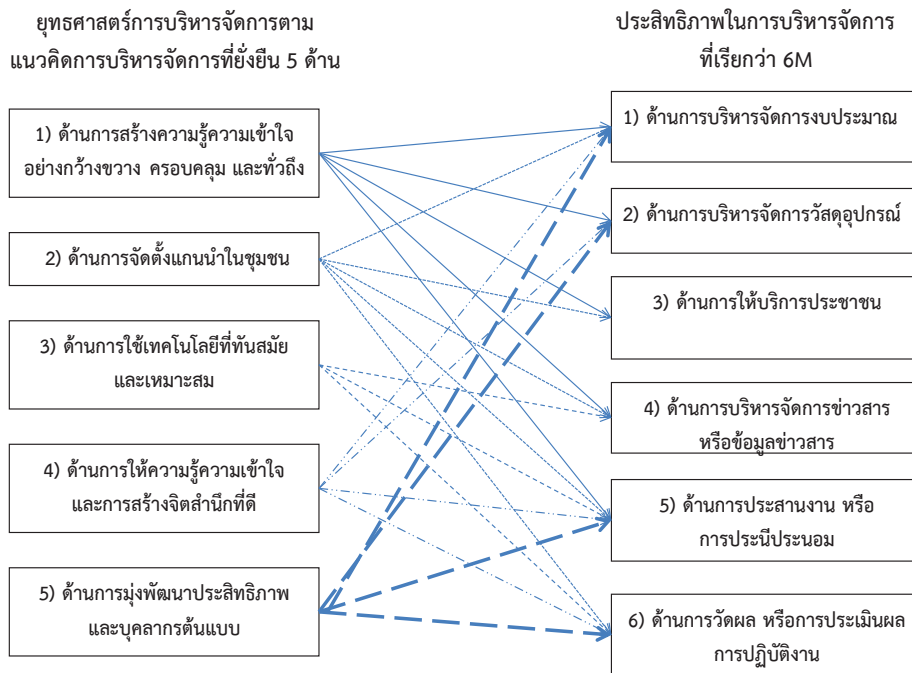 ยุทธศาสตร์การบริหารจัดการตาม
แนวคิดการบริหารจัดการที่ยั่งยืน 5 ด้าน
1) ด้านการสร้างความรู้ความเข้าใจ
อย่างกว้างขวาง ครอบคลุม และทั่วถึง
2) ด้านการจัดตั้งแกนนำในชุมชน
3) ด้านการใช้เทคโนโลยีที่ทันสมัย
และเหมาะสม
4) ด้านการให้ความรู้ความเข้าใจ
และการสร้างจิตสำนึกที่ดี
5) ด้านการมุ่งพัฒนาประสิทธิภาพ
และบุคลากรต้นแบบ
ประสิทธิภาพในการบริหารจัดการ
ที่เรียกว่า 6M
1) ด้านการบริหารจัดการงบประมาณ
2) ด้านการบริหารจัดการวัสดุอุปกรณ์
3) ด้านการให้บริการประชาชน
4) ด้านการบริหารจัดการข่าวสาร
หรือข้อมูลข่าวสาร
5) ด้านการประสานงาน หรือ
การประนีประนอม
6) ด้านการวัดผล หรือการประเมินผล
การปฏิบัติงาน